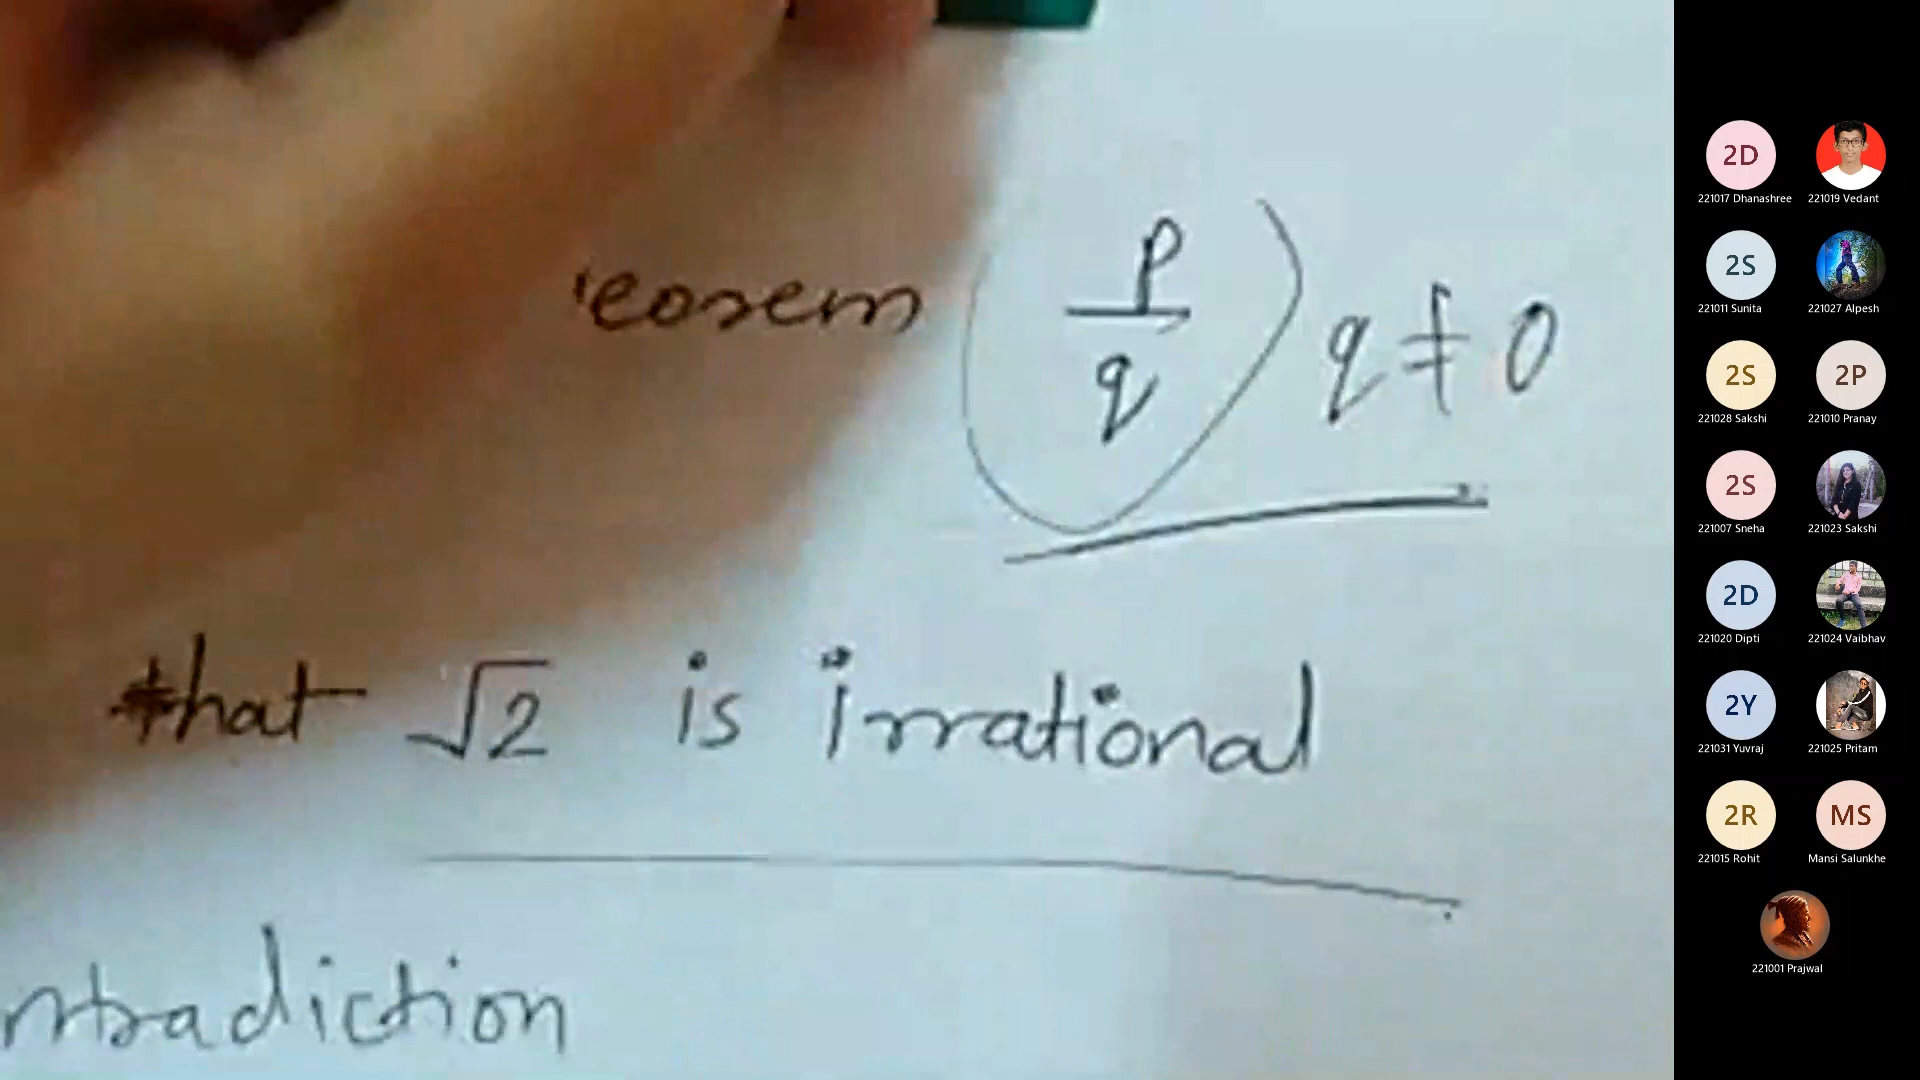 eorem ( p / q ) q ≠ 0
that √2 is irrational
ntradiction
2D
221017 Dhanashree
221019 Vedant
2S
221011 Sunita
221027 Alpesh
2S
221028 Sakshi
2P
221010 Pranay
2S
221007 Sneha
221023 Sakshi
2D
221020 Dipti
221024 Vaibhav
2Y
221031 Yuvraj
221025 Pritam
2R
221015 Rohit
MS
Mansi Salunkhe
221001 Prajwal